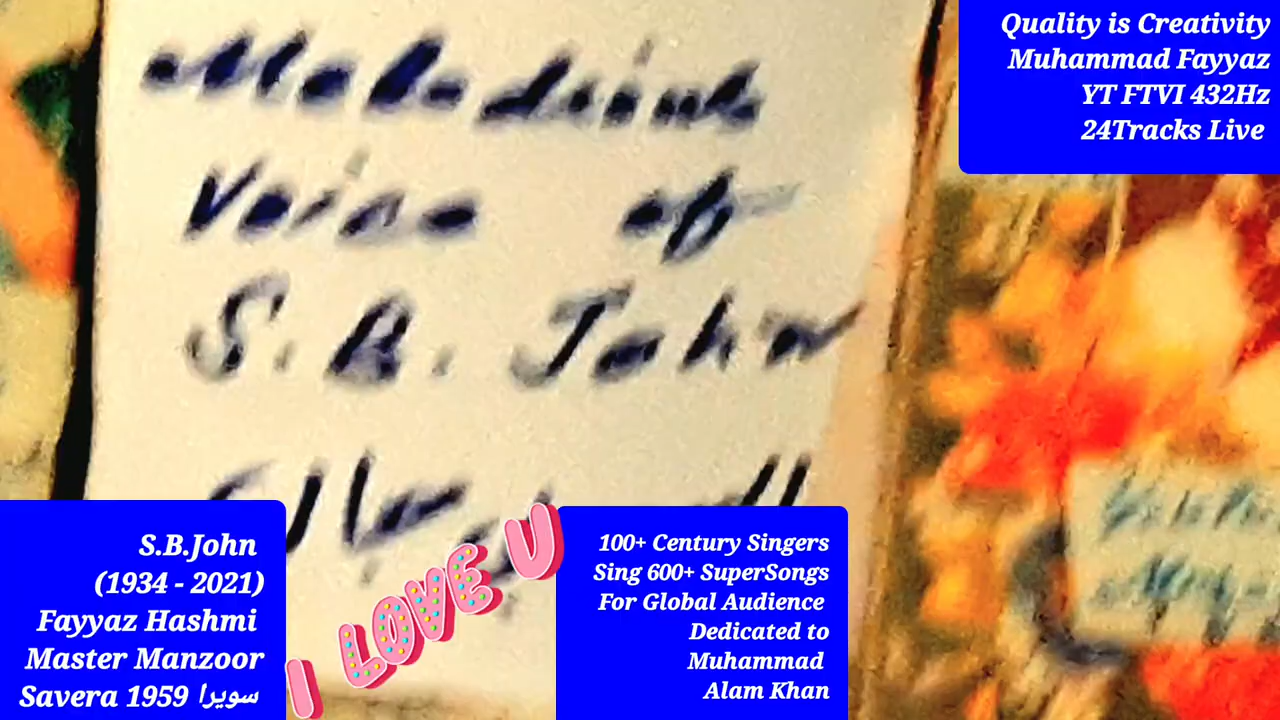 Quality is Creativity
Muhammad Fayyaz
YT FTVI 432Hz
24Tracks Live
Melodious
Voice of
S. B. John
S.B.John
(1934 - 2021)
Fayyaz Hashmi
Master Manzoor
Savera 1959 سویرا
I LOVE U
100+ Century Singers
Sing 600+ SuperSongs
For Global Audience
Dedicated to
Muhammad
Alam Khan